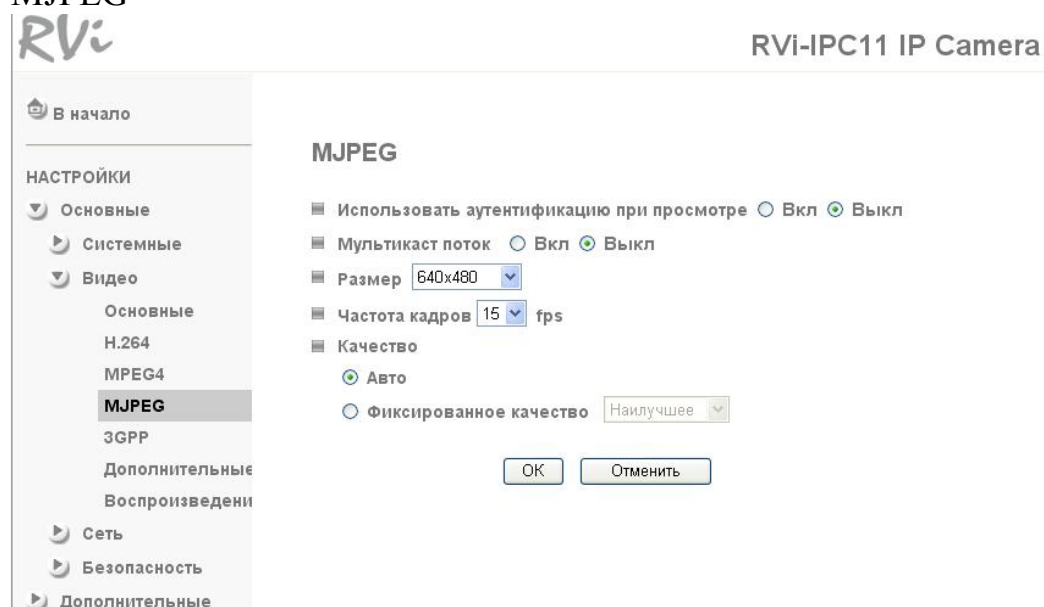 MJPEG
RVi
RVi-IPC11 IP Camera
В начало
НАСТРОЙКИ
Основные
Системные
Видео
Основные
H.264
MPEG4
MJPEG
3GPP
Дополнительные
Воспроизведени
Сеть
Безопасность
Дополнительные
MJPEG
Использовать аутентификацию при просмотре Вкл Выкл
Мультикаст поток Вкл Выкл
Размер 640x480
Частота кадров 15 fps
Качество
Авто
Фиксированное качество Наилучшее
OK Отменить